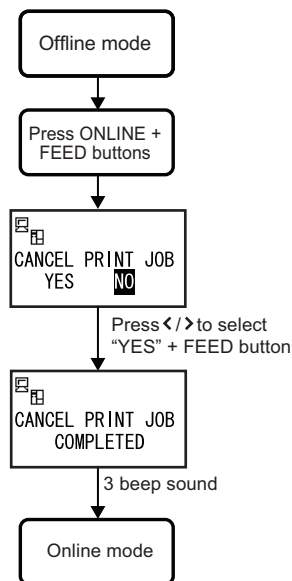 Offline mode
Press ONLINE +
FEED buttons
CANCEL PRINT JOB
YES NO
Press </> to select
“YES” + FEED button
CANCEL PRINT JOB
COMPLETED
3 beep sound
Online mode